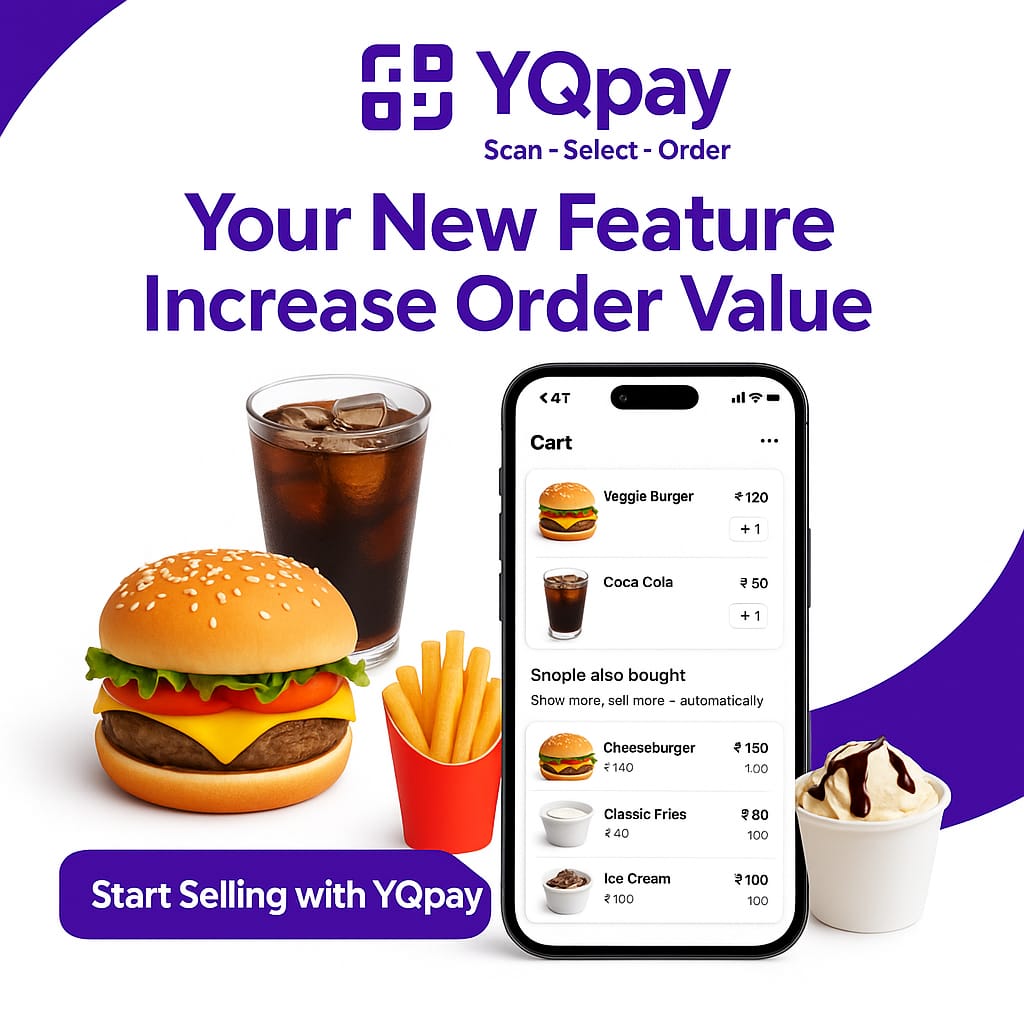 YQpay
Scan - Select - Order
Your New Feature
Increase Order Value
<4T
Cart
Veggie Burger ₹120
+ 1
Coca Cola ₹50
+ 1
Snople also bought
Show more, sell more – automatically
Cheeseburger ₹150
₹140 1.00
Classic Fries ₹80
₹40 100
Ice Cream ₹100
₹100 100
Start Selling with YQpay